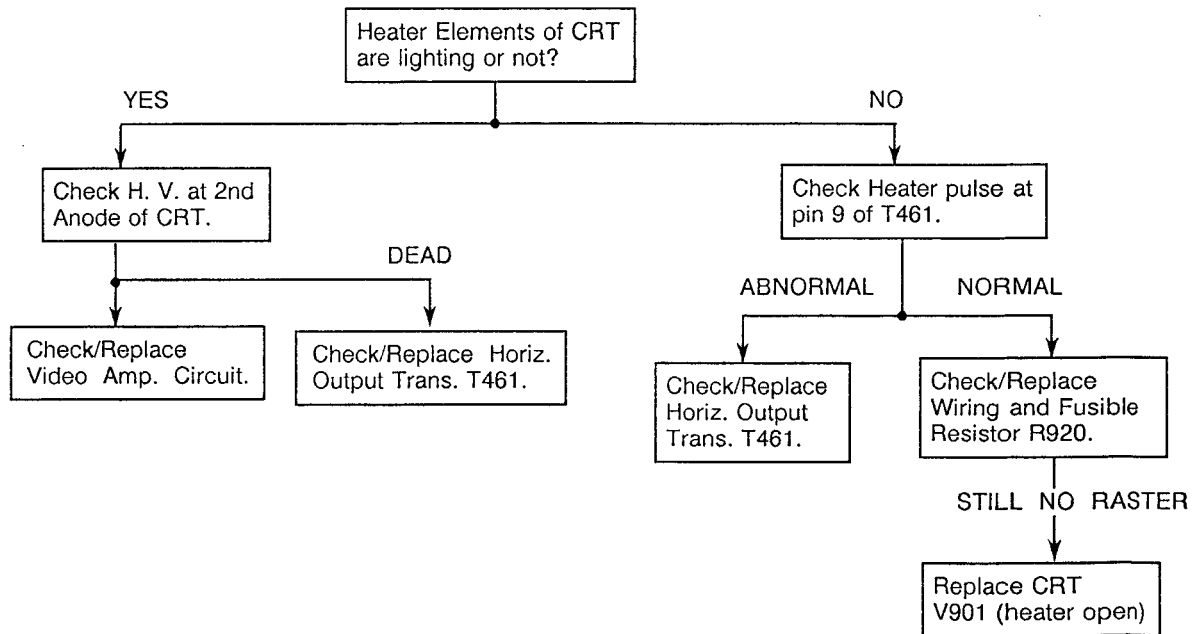 Heater Elements of CRT
are lighting or not?
YES
NO
Check H. V. at 2nd
Anode of CRT.
Check Heater pulse at
pin 9 of T461.
DEAD
ABNORMAL
NORMAL
Check/Replace
Video Amp. Circuit.
Check/Replace Horiz.
Output Trans. T461.
Check/Replace
Horiz. Output
Trans. T461.
Check/Replace
Wiring and Fusible
Resistor R920.
STILL NO RASTER
Replace CRT
V901 (heater open)